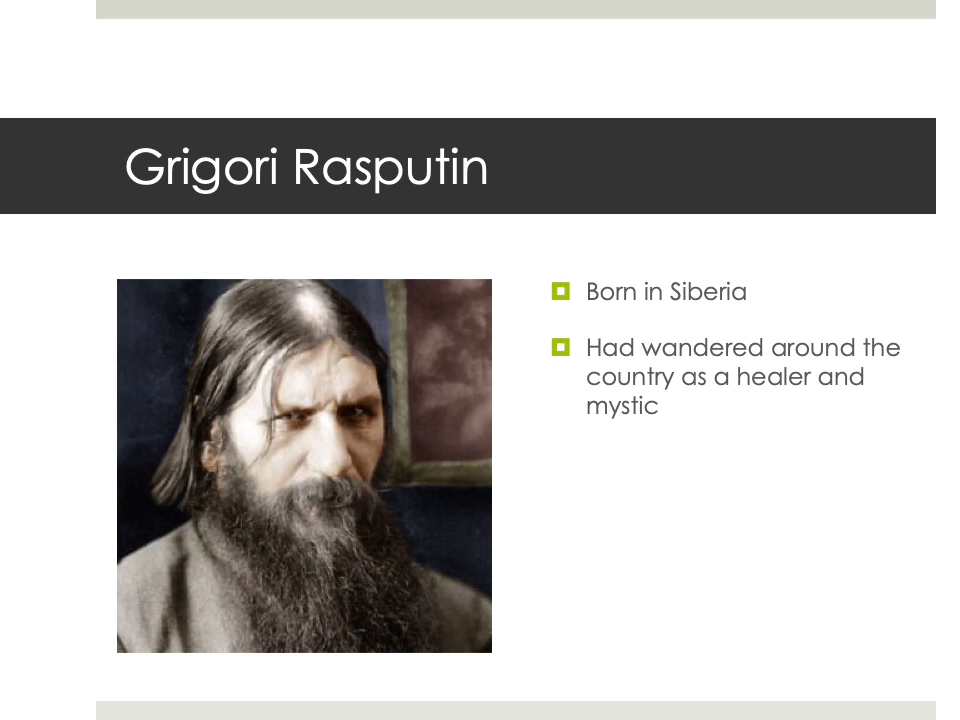 Grigori Rasputin
Born in Siberia
Had wandered around the
country as a healer and
mystic